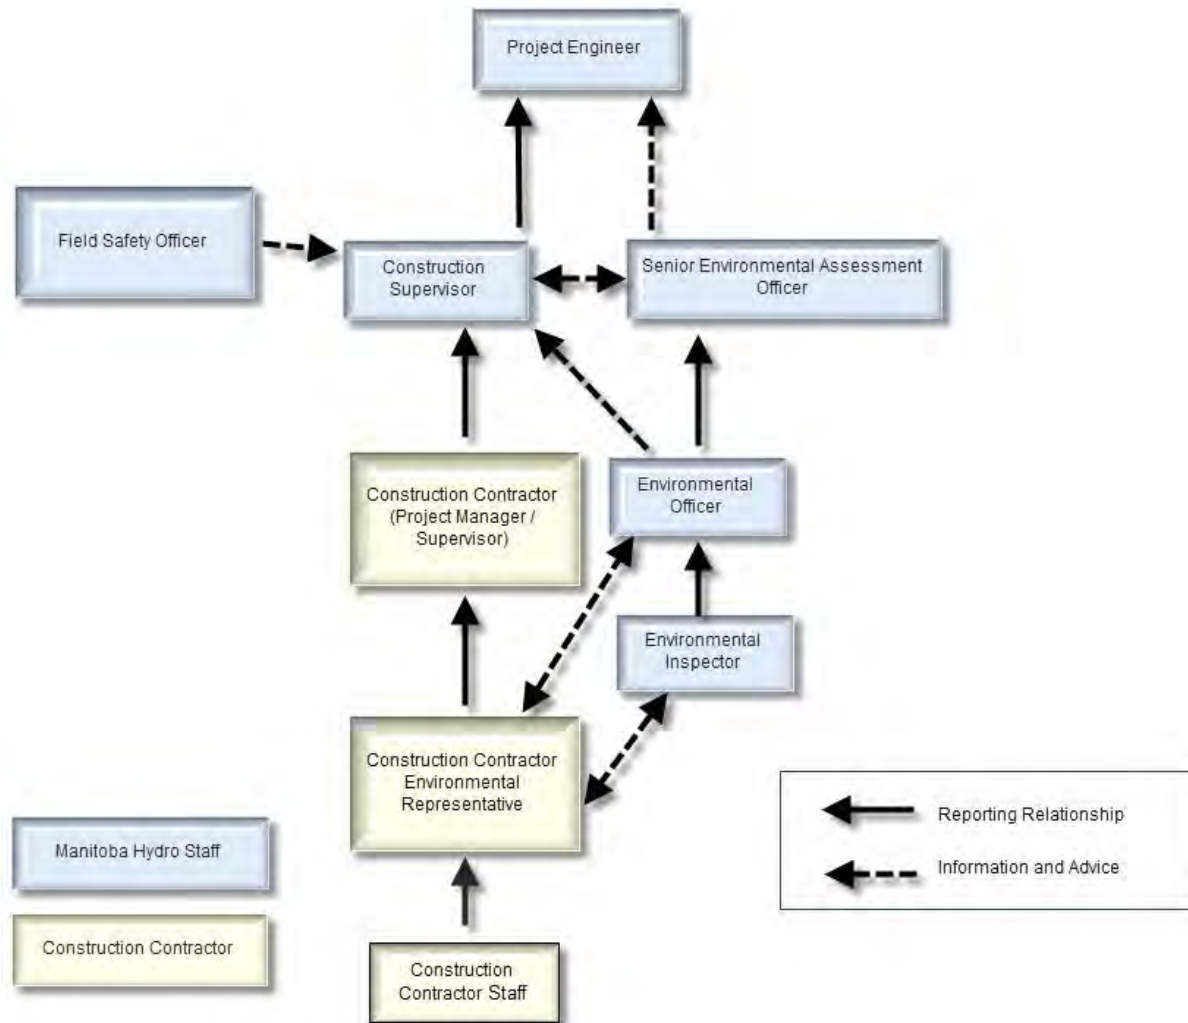 Project Engineer
Field Safety Officer
Construction
Supervisor
Senior Environmental Assessment
Officer
Construction Contractor
(Project Manager /
Supervisor)
Environmental
Officer
Environmental
Inspector
Construction Contractor
Environmental
Representative
Manitoba Hydro Staff
Construction Contractor
Construction
Contractor Staff
Reporting Relationship
Information and Advice